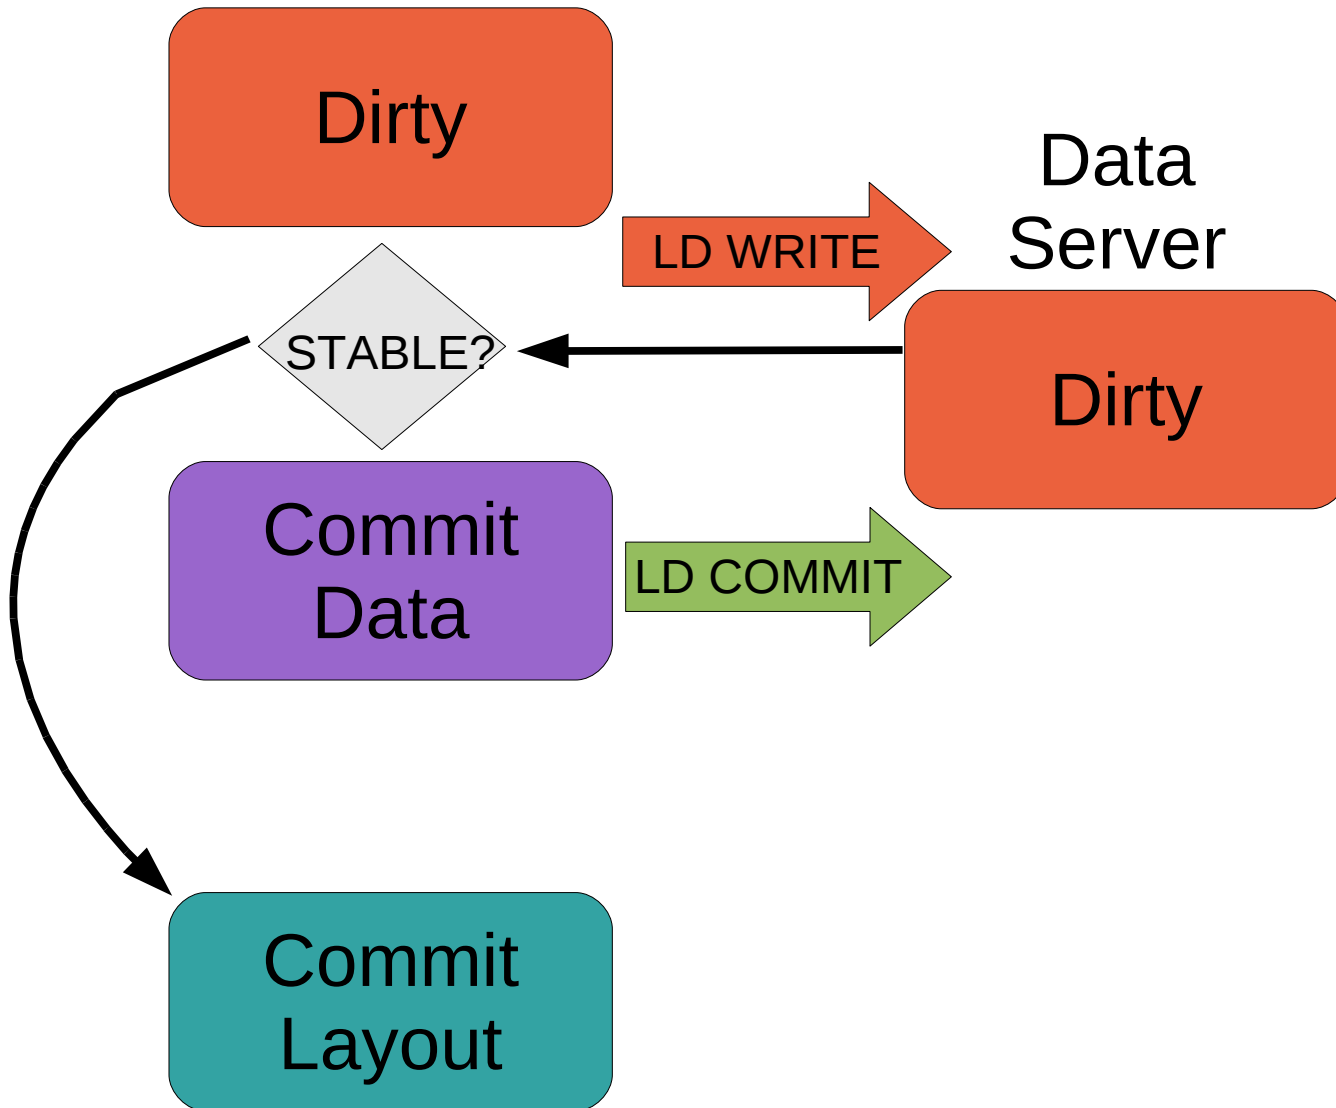 Dirty
Data
Server
LD WRITE
STABLE?
Dirty
Commit
Data
LD COMMIT
Commit
Layout